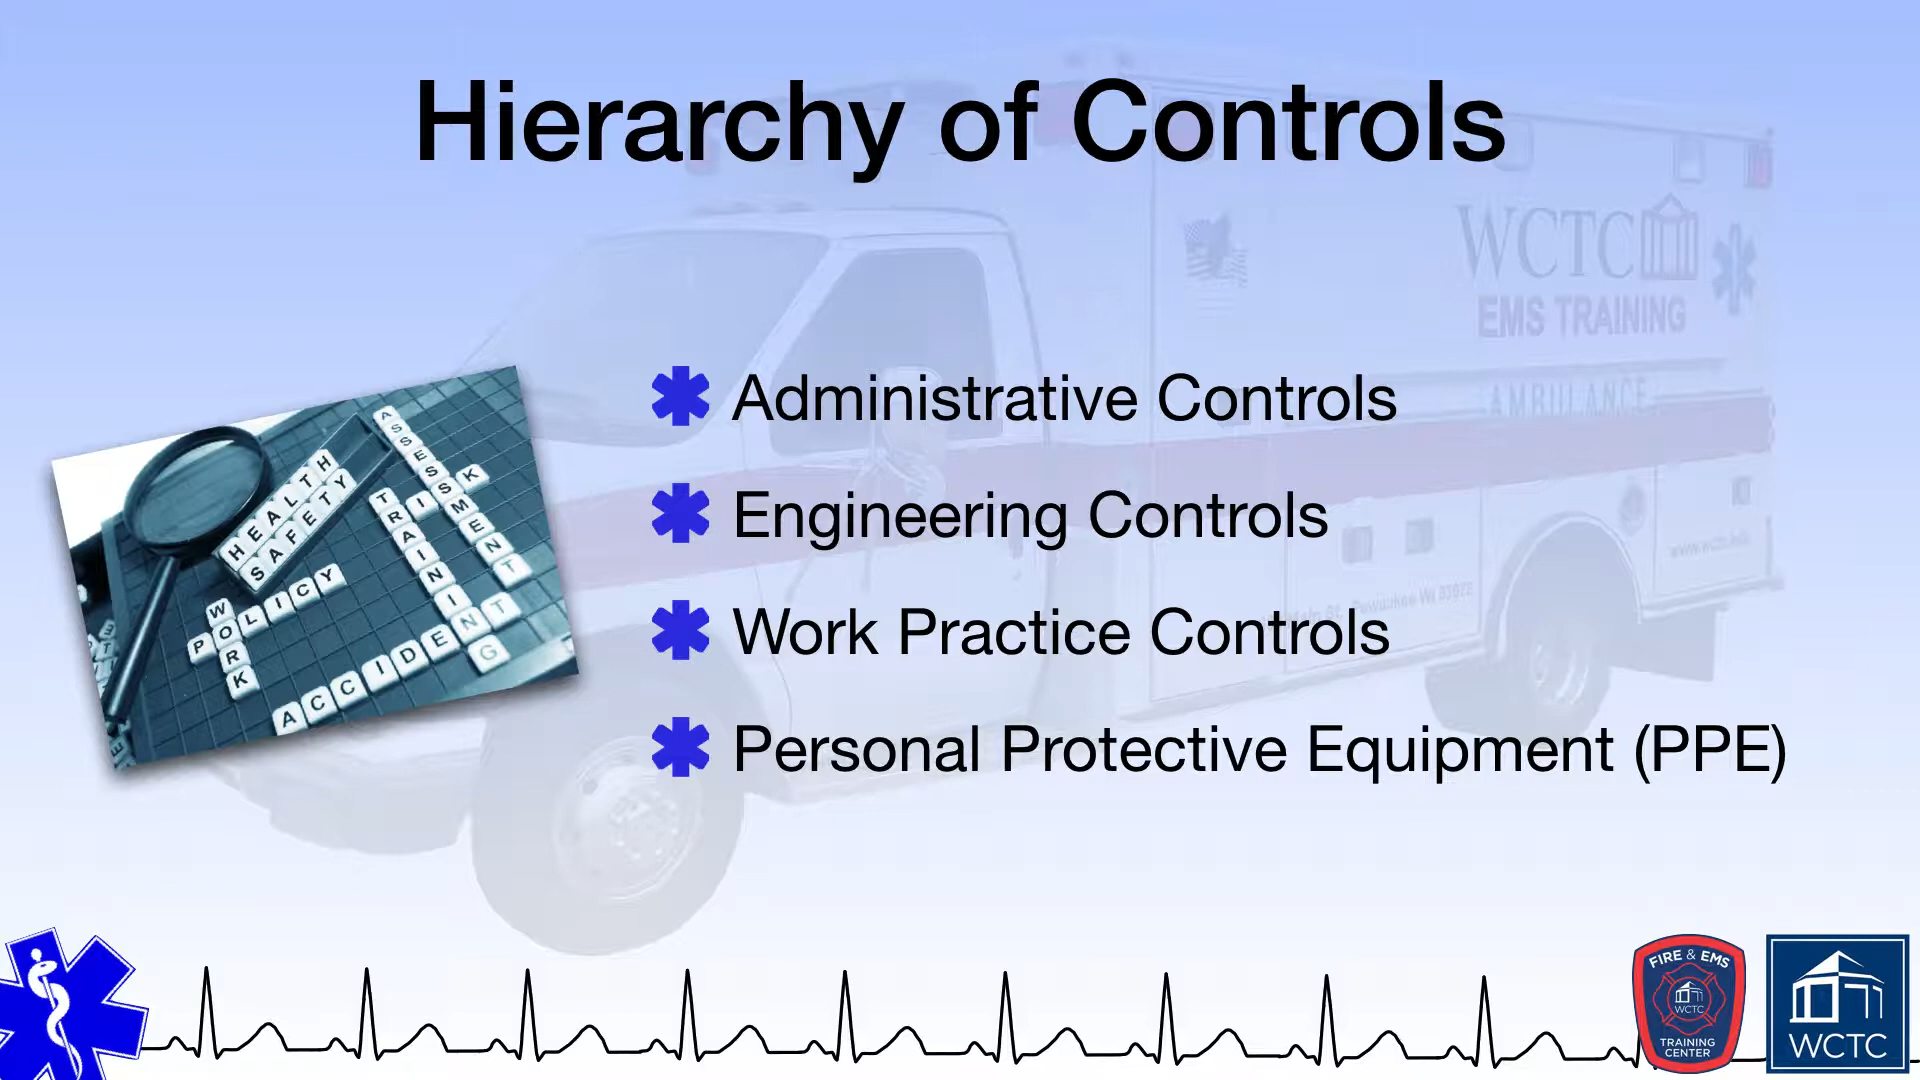 Hierarchy of Controls
WCTC
EMS TRAINING
AMBULANCE
Administrative Controls
Engineering Controls
Work Practice Controls
Personal Protective Equipment (PPE)
HEALTH
SAFETY
ASSESSMENT
RISK
TRAINING
POLICY
WORK
ACCIDENT
FIRE & EMS
WCTC
TRAINING
CENTER
WCTC